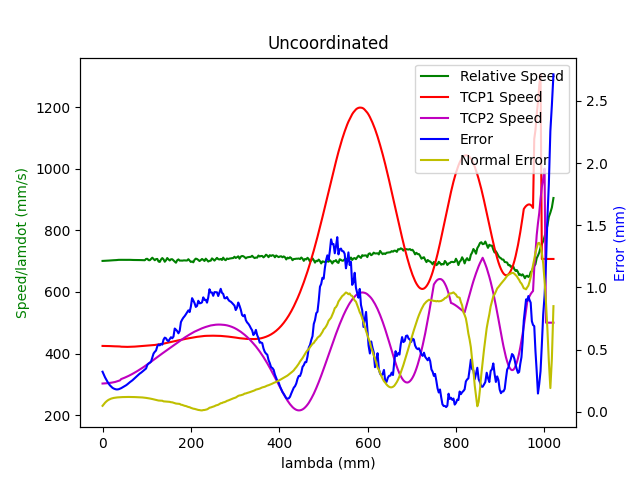 Uncoordinated
Speed/lamdot (mm/s)
1200
1000
800
600
400
200
Relative Speed
TCP1 Speed
TCP2 Speed
Error
Normal Error
2.5
2.0
1.5
1.0
0.5
0.0
Error (mm)
0 200 400 600 800 1000
lambda (mm)